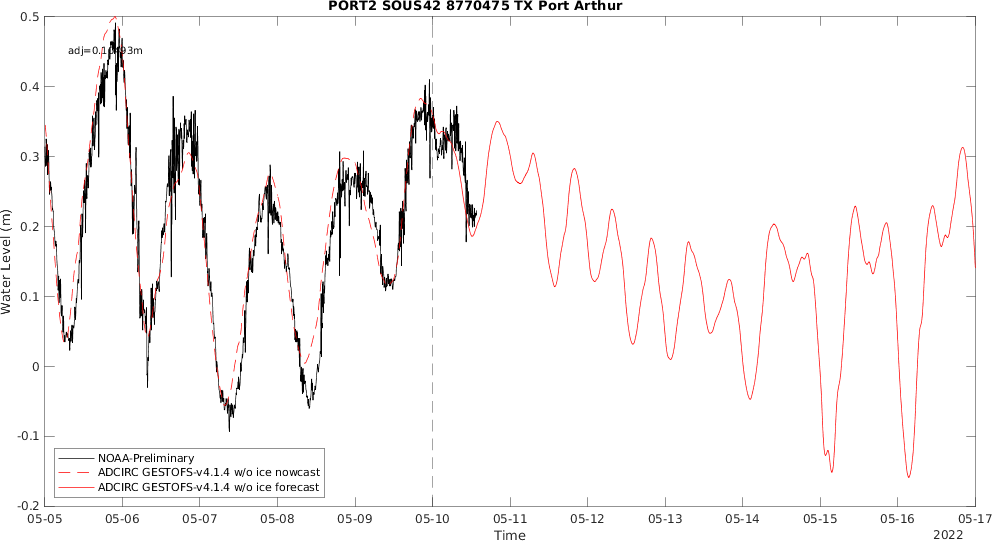 PORT2 SOUS42 8770475 TX Port Arthur
0.5
0.4
0.3
0.2
0.1
0
-0.1
-0.2
Water Level (m)
NOAA-Preliminary
ADCIRC GESTOFS-v4.1.4 w/o ice nowcast
ADCIRC GESTOFS-v4.1.4 w/o ice forecast
05-05 05-06 05-07 05-08 05-09 05-10 05-11 05-12 05-13 05-14 05-15 05-16 05-17
Time
2022